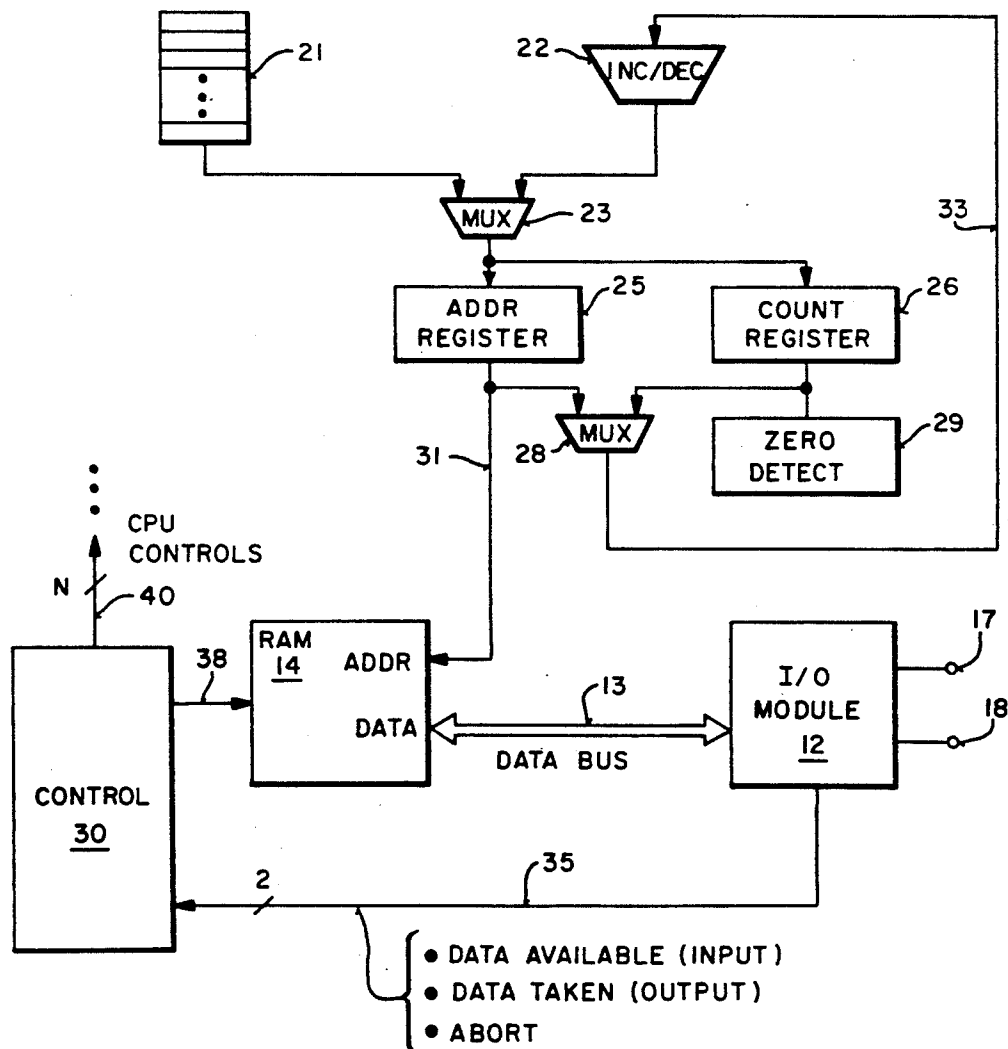 21
22
INC/DEC
MUX
23
33
25
26
ADDR
REGISTER
COUNT
REGISTER
MUX
28
29
ZERO
DETECT
31
CPU
CONTROLS
N
40
38
RAM
14
ADDR
DATA
13
DATA BUS
I/O
MODULE
12
17
18
CONTROL
30
2
35
• DATA AVAILABLE (INPUT)
• DATA TAKEN (OUTPUT)
• ABORT